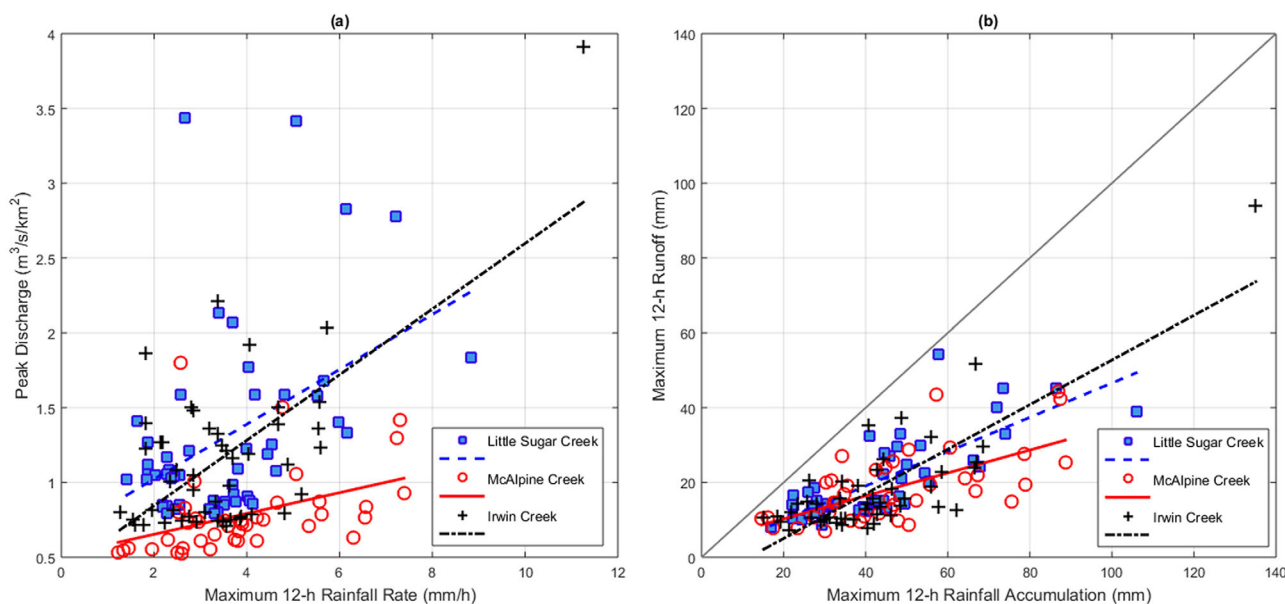 (a)
4
3.5
3
2.5
2
1.5
1
0.5
Peak Discharge (m³/s/km²)
0 2 4 6 8 10 12
Maximum 12-h Rainfall Rate (mm/h)
Little Sugar Creek
McAlpine Creek
Irwin Creek
(b)
140
120
100
80
60
40
20
0
Maximum 12-h Runoff (mm)
0 20 40 60 80 100 120 140
Maximum 12-h Rainfall Accumulation (mm)
Little Sugar Creek
McAlpine Creek
Irwin Creek